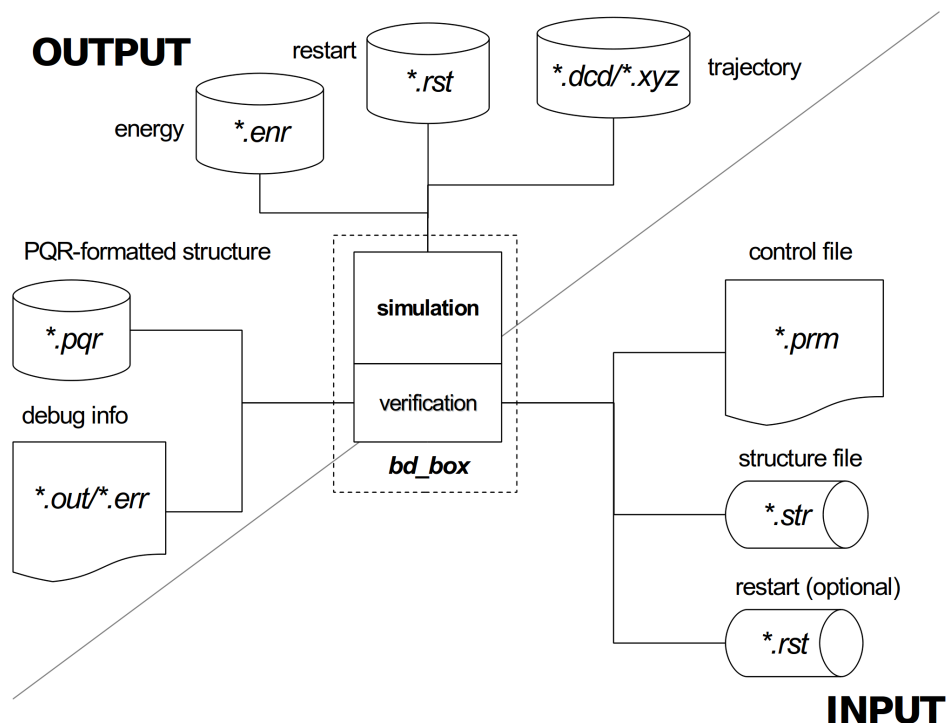 OUTPUT
restart
*.rst
*.dcd/*.xyz
trajectory
energy
*.enr
PQR-formatted structure
*.pqr
debug info
*.out/*.err
simulation
verification
bd_box
control file
*.prm
structure file
*.str
restart (optional)
*.rst
INPUT